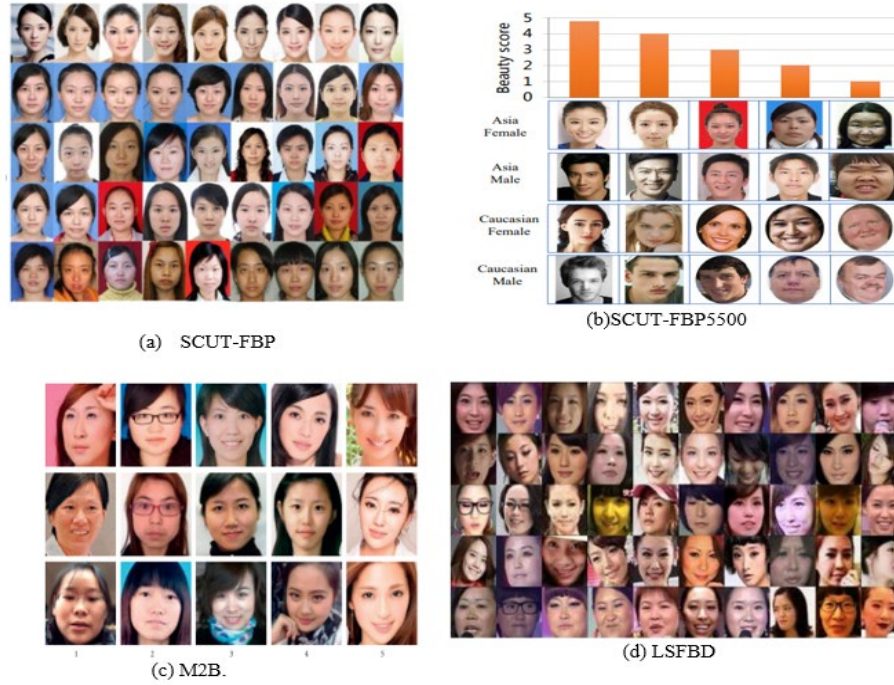 5
4
3
2
1
0
Beauty score
Asia
Female
Asia
Male
Caucasian
Female
Caucasian
Male
(a) SCUT-FBP
(b)SCUT-FBP5500
1 2 3 4 5
(c) M2B.
(d) LSFBD